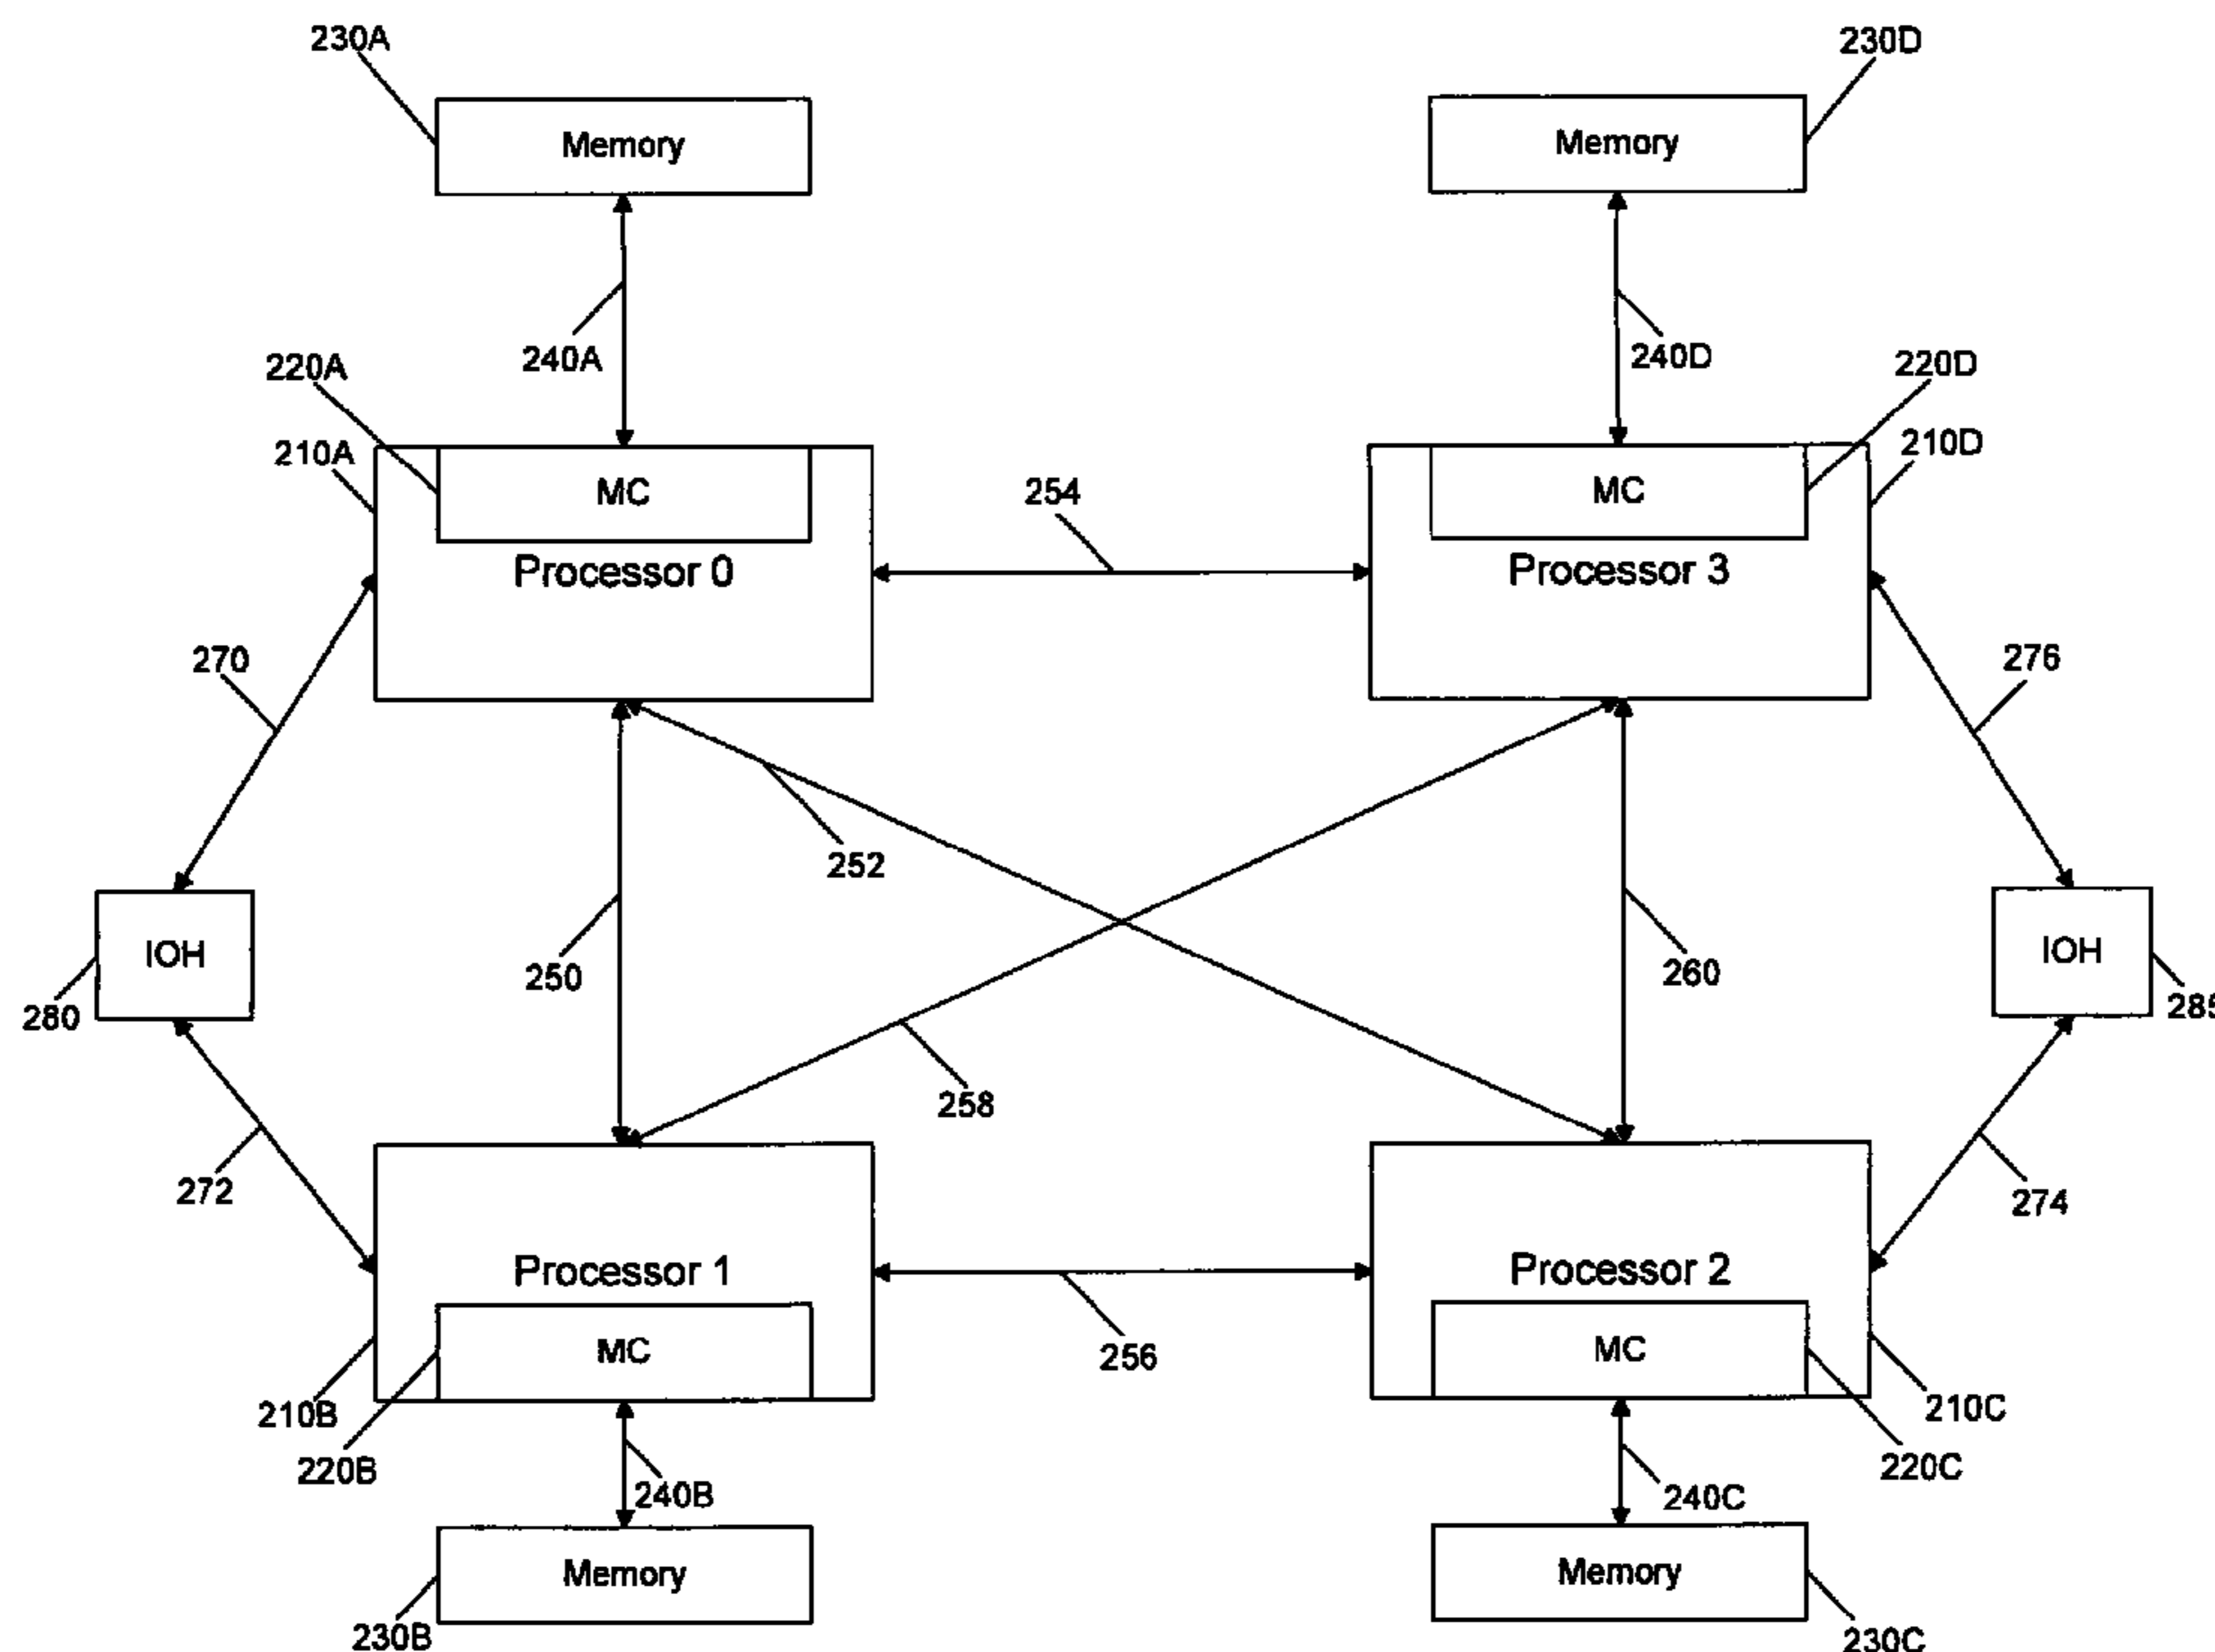 230A
230D
Memory
Memory
240A
240D
220A
220D
210A
210D
MC
MC
254
Processor 0
Processor 3
270
276
252
250
260
IOH
IOH
280
285
258
272
274
Processor 1
Processor 2
MC
MC
256
210B
210C
220B
220C
240B
240C
Memory
Memory
230B
230C